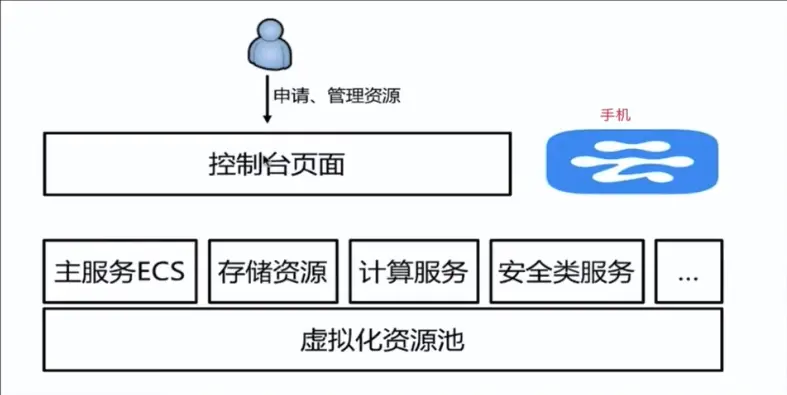 申请、管理资源
手机
控制台页面
云
主服务ECS
存储资源
计算服务
安全类服务
...
虚拟化资源池